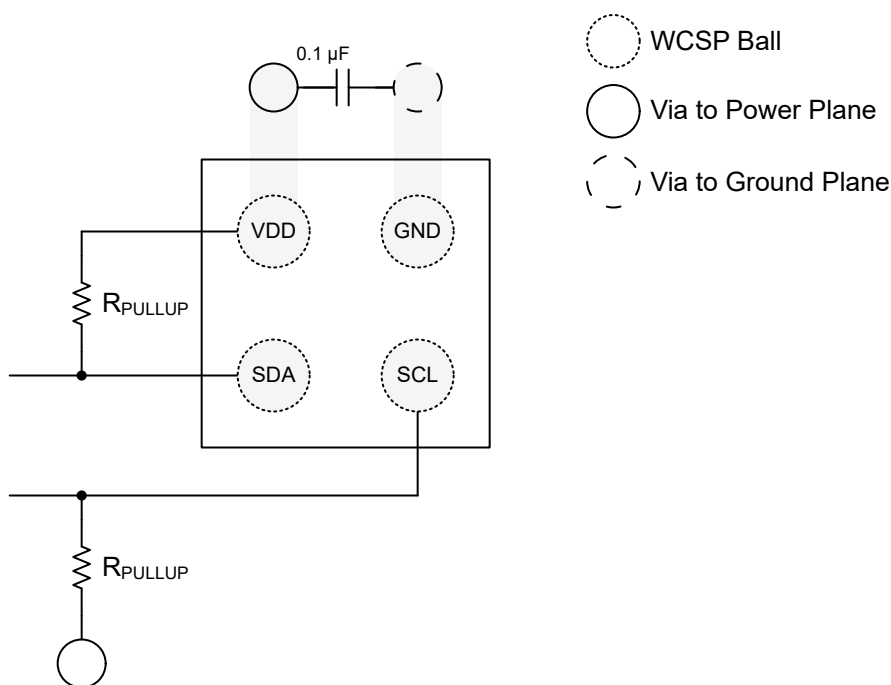 0.1 µF
WCSP Ball
Via to Power Plane
Via to Ground Plane
VDD
GND
RPULLUP
SDA
SCL
RPULLUP